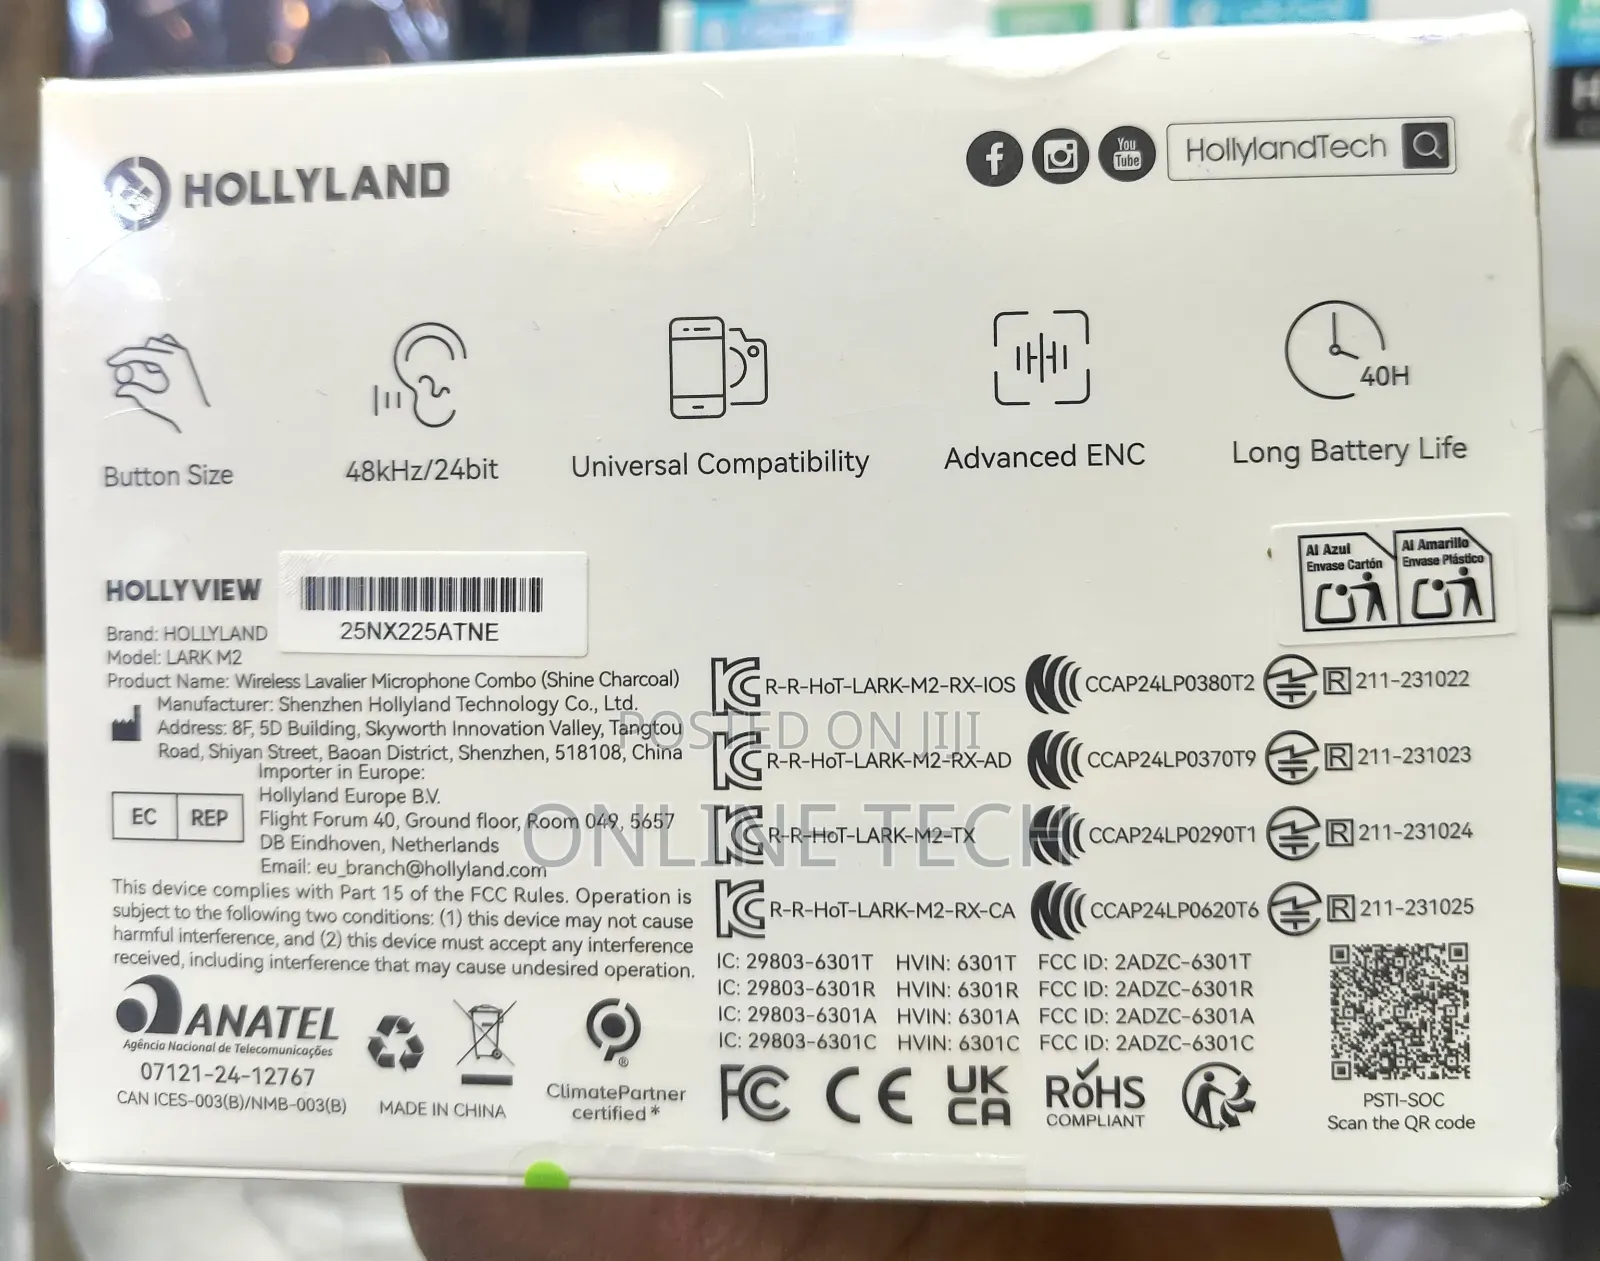 HOLLYLAND
You
Tube
HollylandTech
40H
Button Size
48kHz/24bit
Universal Compatibility
Advanced ENC
Long Battery Life
Al Azul
Envase Cartón
Al Amarillo
Envase Plástico
HOLLYVIEW
25NX225ATNE
Brand: HOLLYLAND
Model: LARK M2
Product Name: Wireless Lavalier Microphone Combo (Shine Charcoal)
Manufacturer: Shenzhen Hollyland Technology Co., Ltd.
Address: 8F, 5D Building, Skyworth Innovation Valley, Tangtou
Road, Shiyan Street, Baoan District, Shenzhen, 518108, China
EC REP
Importer in Europe:
Hollyland Europe B.V.
Flight Forum 40, Ground floor, Room 049, 5657
DB Eindhoven, Netherlands
Email: eu_branch@hollyland.com
This device complies with Part 15 of the FCC Rules. Operation is
subject to the following two conditions: (1) this device may not cause
harmful interference, and (2) this device must accept any interference
received, including interference that may cause undesired operation.
R-R-HoT-LARK-M2-RX-IOS CCAP24LP0380T2 R 211-231022
R-R-HoT-LARK-M2-RX-AD CCAP24LP0370T9 R 211-231023
R-R-HoT-LARK-M2-TX CCAP24LP0290T1 R 211-231024
R-R-HoT-LARK-M2-RX-CA CCAP24LP0620T6 R 211-231025
IC: 29803-6301T HVIN: 6301T FCC ID: 2ADZC-6301T
IC: 29803-6301R HVIN: 6301R FCC ID: 2ADZC-6301R
IC: 29803-6301A HVIN: 6301A FCC ID: 2ADZC-6301A
IC: 29803-6301C HVIN: 6301C FCC ID: 2ADZC-6301C
POSTED ON JIJI
ONLINE TECH
ANATEL
Agência Nacional de Telecomunicações
07121-24-12767
CAN ICES-003(B)/NMB-003(B)
MADE IN CHINA
ClimatePartner
certified*
FC CE
UK
CA
RoHS
COMPLIANT
PSTI-SOC
Scan the QR code